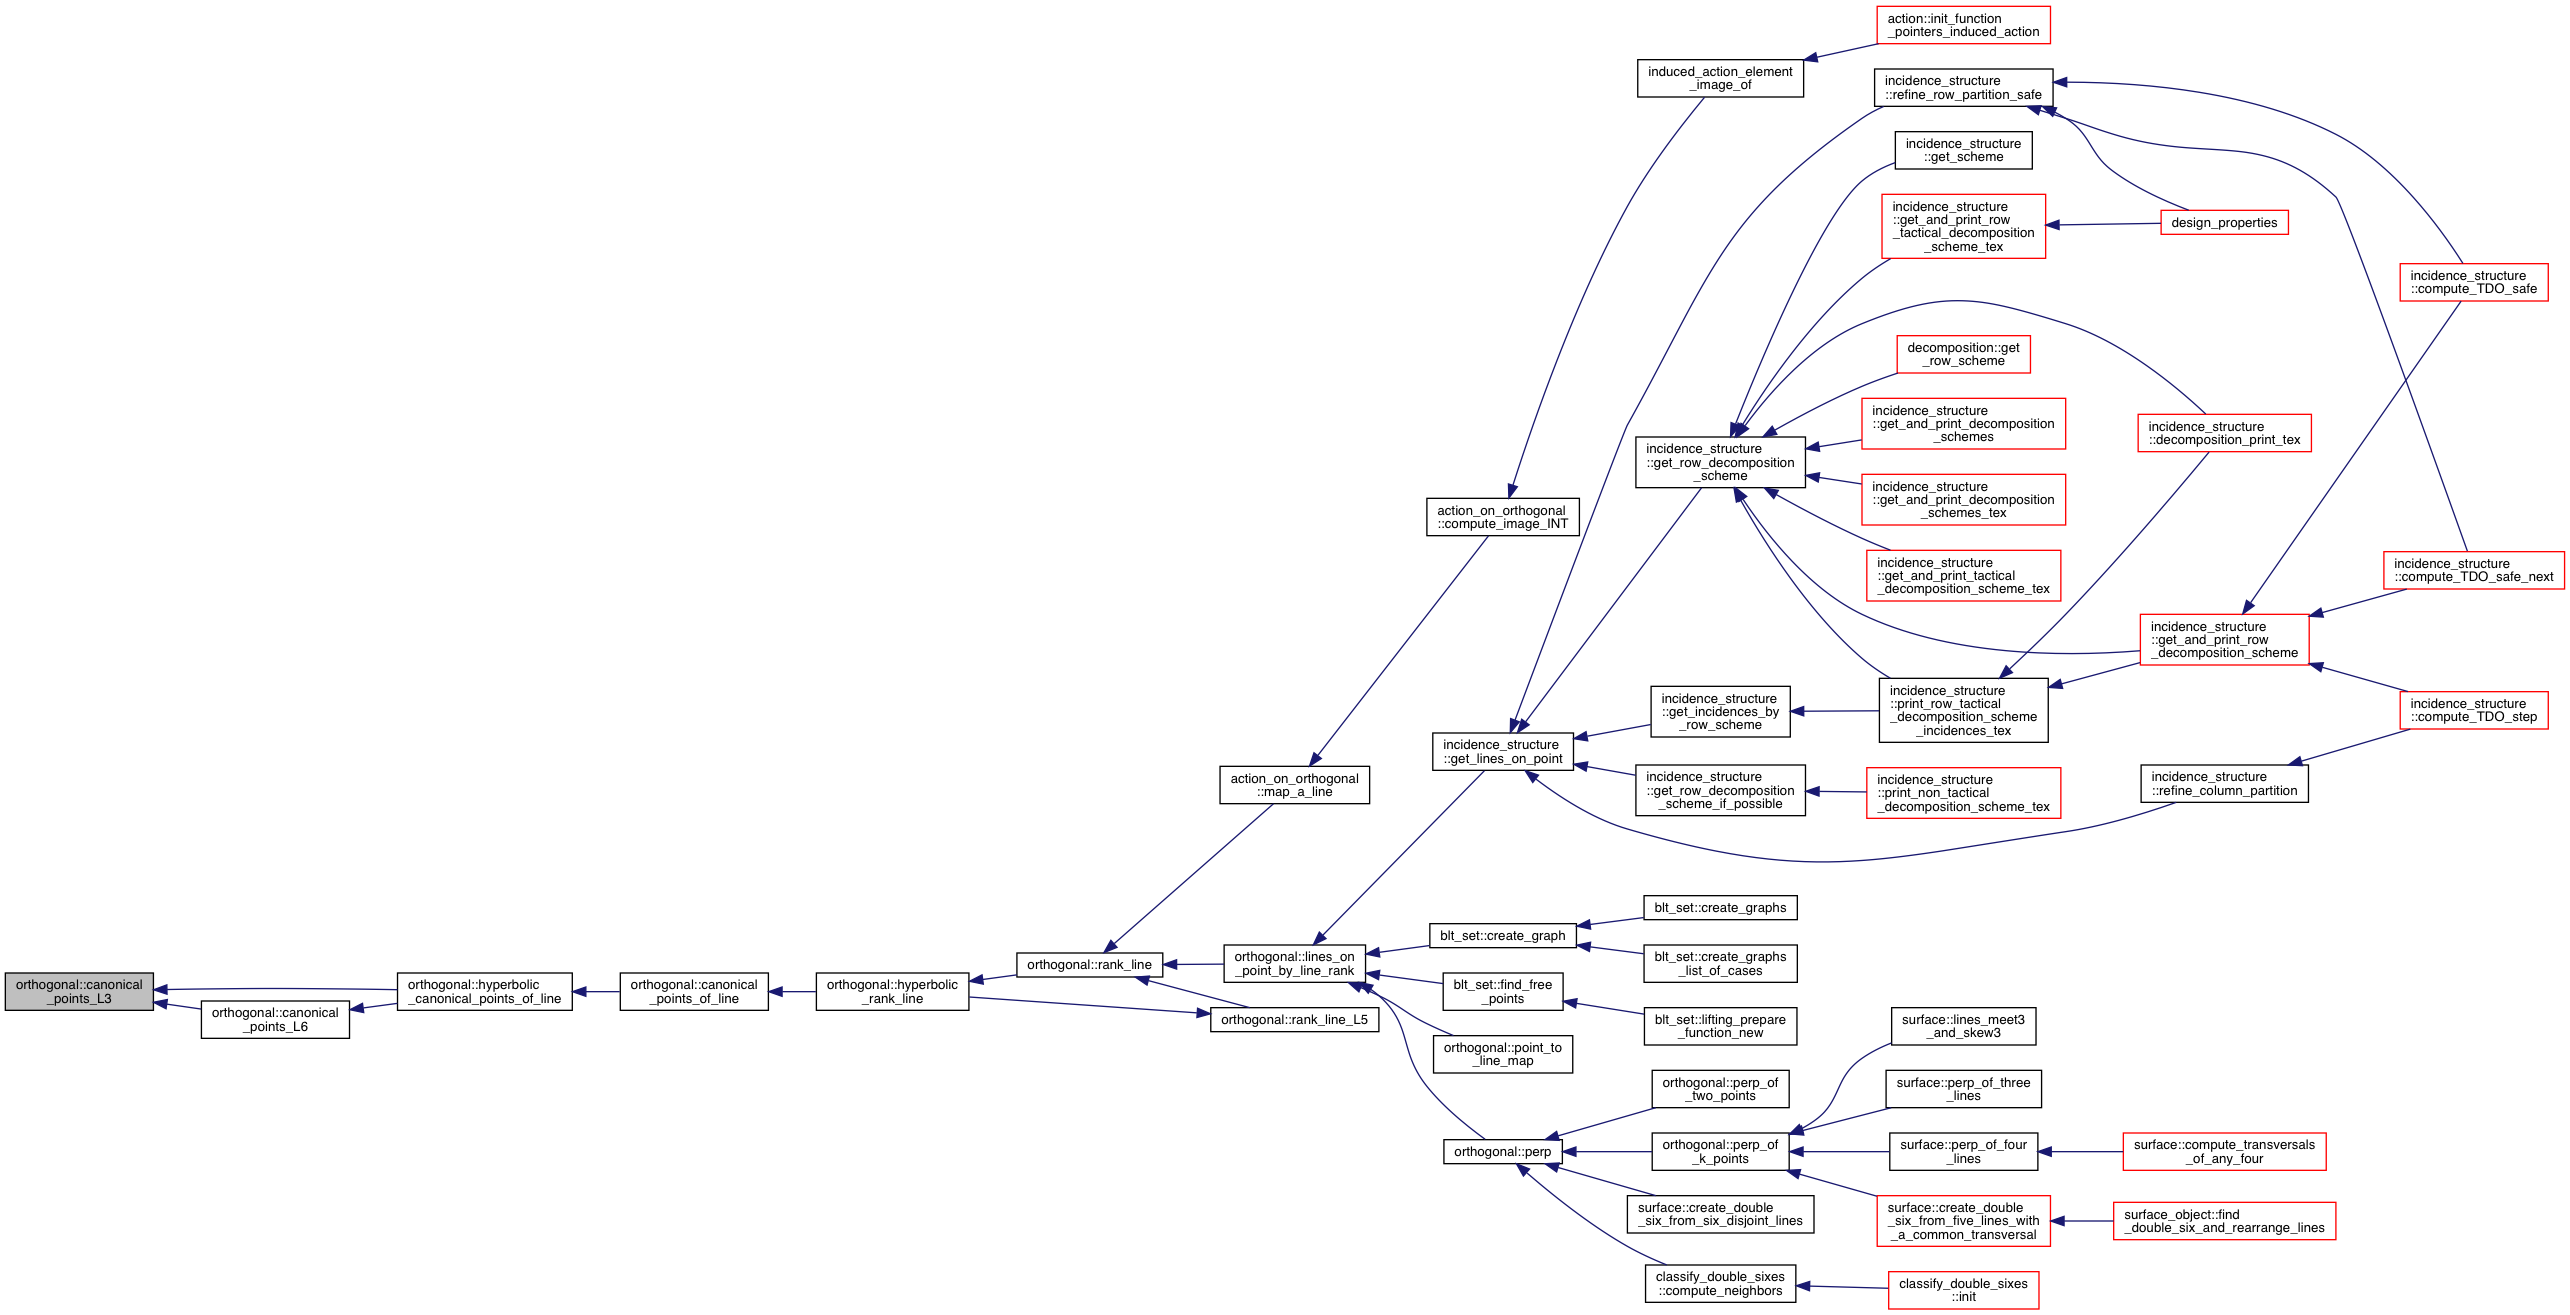 action::init_function
_pointers_induced_action
induced_action_element
_image_of
incidence_structure
::refine_row_partition_safe
incidence_structure
::get_scheme
incidence_structure
::get_and_print_row
_tactical_decomposition
_scheme_tex
design_properties
incidence_structure
::compute_TDO_safe
decomposition::get
_row_scheme
incidence_structure
::get_and_print_decomposition
_schemes
incidence_structure
::decomposition_print_tex
incidence_structure
::get_row_decomposition
_scheme
incidence_structure
::get_and_print_decomposition
_schemes_tex
action_on_orthogonal
::compute_image_INT
incidence_structure
::get_and_print_tactical
_decomposition_scheme_tex
incidence_structure
::compute_TDO_safe_next
incidence_structure
::get_and_print_row
_decomposition_scheme
incidence_structure
::get_incidences_by
_row_scheme
incidence_structure
::print_row_tactical
_decomposition_scheme
_incidences_tex
incidence_structure
::compute_TDO_step
incidence_structure
::get_lines_on_point
action_on_orthogonal
::map_a_line
incidence_structure
::get_row_decomposition
_scheme_if_possible
incidence_structure
::print_non_tactical
_decomposition_scheme_tex
incidence_structure
::refine_column_partition
blt_set::create_graphs
blt_set::create_graph
orthogonal::rank_line
orthogonal::lines_on
_point_by_line_rank
blt_set::create_graphs
_list_of_cases
orthogonal::canonical
_points_L3
orthogonal::hyperbolic
_canonical_points_of_line
orthogonal::canonical
_points_of_line
orthogonal::hyperbolic
_rank_line
blt_set::find_free
_points
orthogonal::canonical
_points_L6
orthogonal::rank_line_L5
blt_set::lifting_prepare
_function_new
surface::lines_meet3
_and_skew3
orthogonal::point_to
_line_map
orthogonal::perp_of
_two_points
surface::perp_of_three
_lines
orthogonal::perp
orthogonal::perp_of
_k_points
surface::perp_of_four
_lines
surface::compute_transversals
_of_any_four
surface::create_double
_six_from_six_disjoint_lines
surface::create_double
_six_from_five_lines_with
_a_common_transversal
surface_object::find
_double_six_and_rearrange_lines
classify_double_sixes
::compute_neighbors
classify_double_sixes
::init